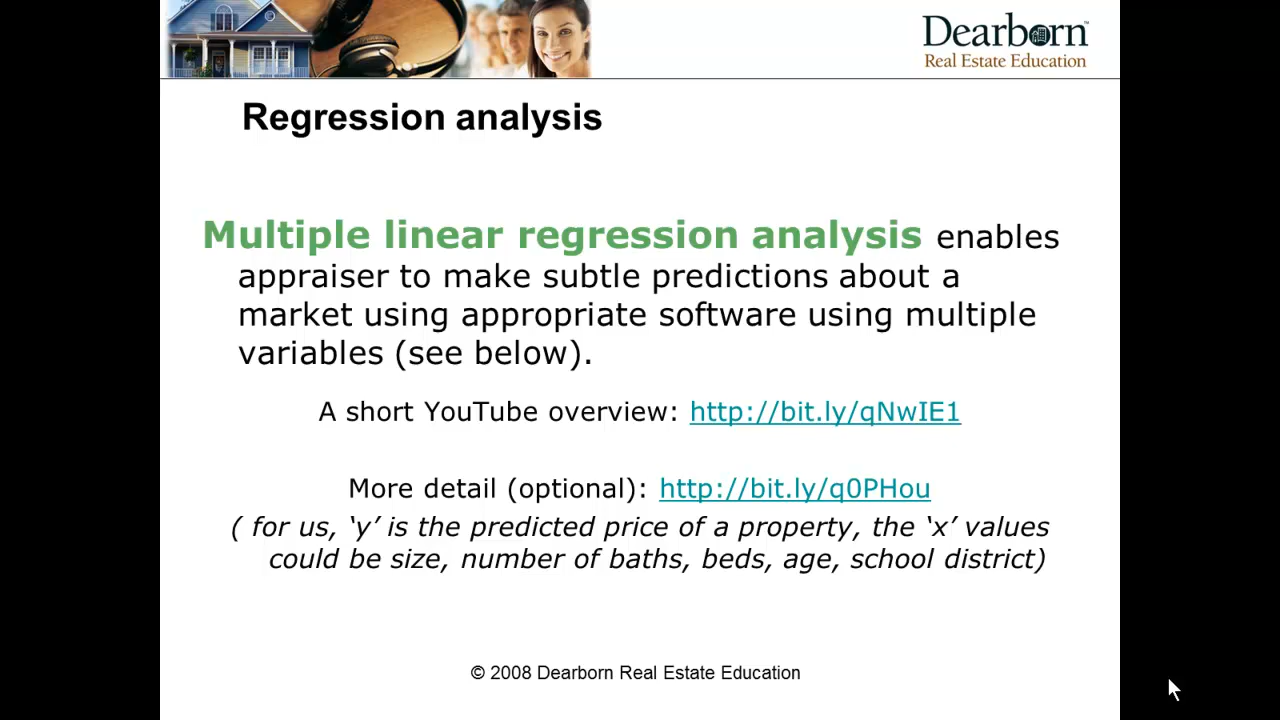 Dearborn™
Real Estate Education
Regression analysis
Multiple linear regression analysis enables
appraiser to make subtle predictions about a
market using appropriate software using multiple
variables (see below).
A short YouTube overview: http://bit.ly/qNwIE1
More detail (optional): http://bit.ly/q0PHou
( for us, ‘y’ is the predicted price of a property, the ‘x’ values
could be size, number of baths, beds, age, school district)
© 2008 Dearborn Real Estate Education